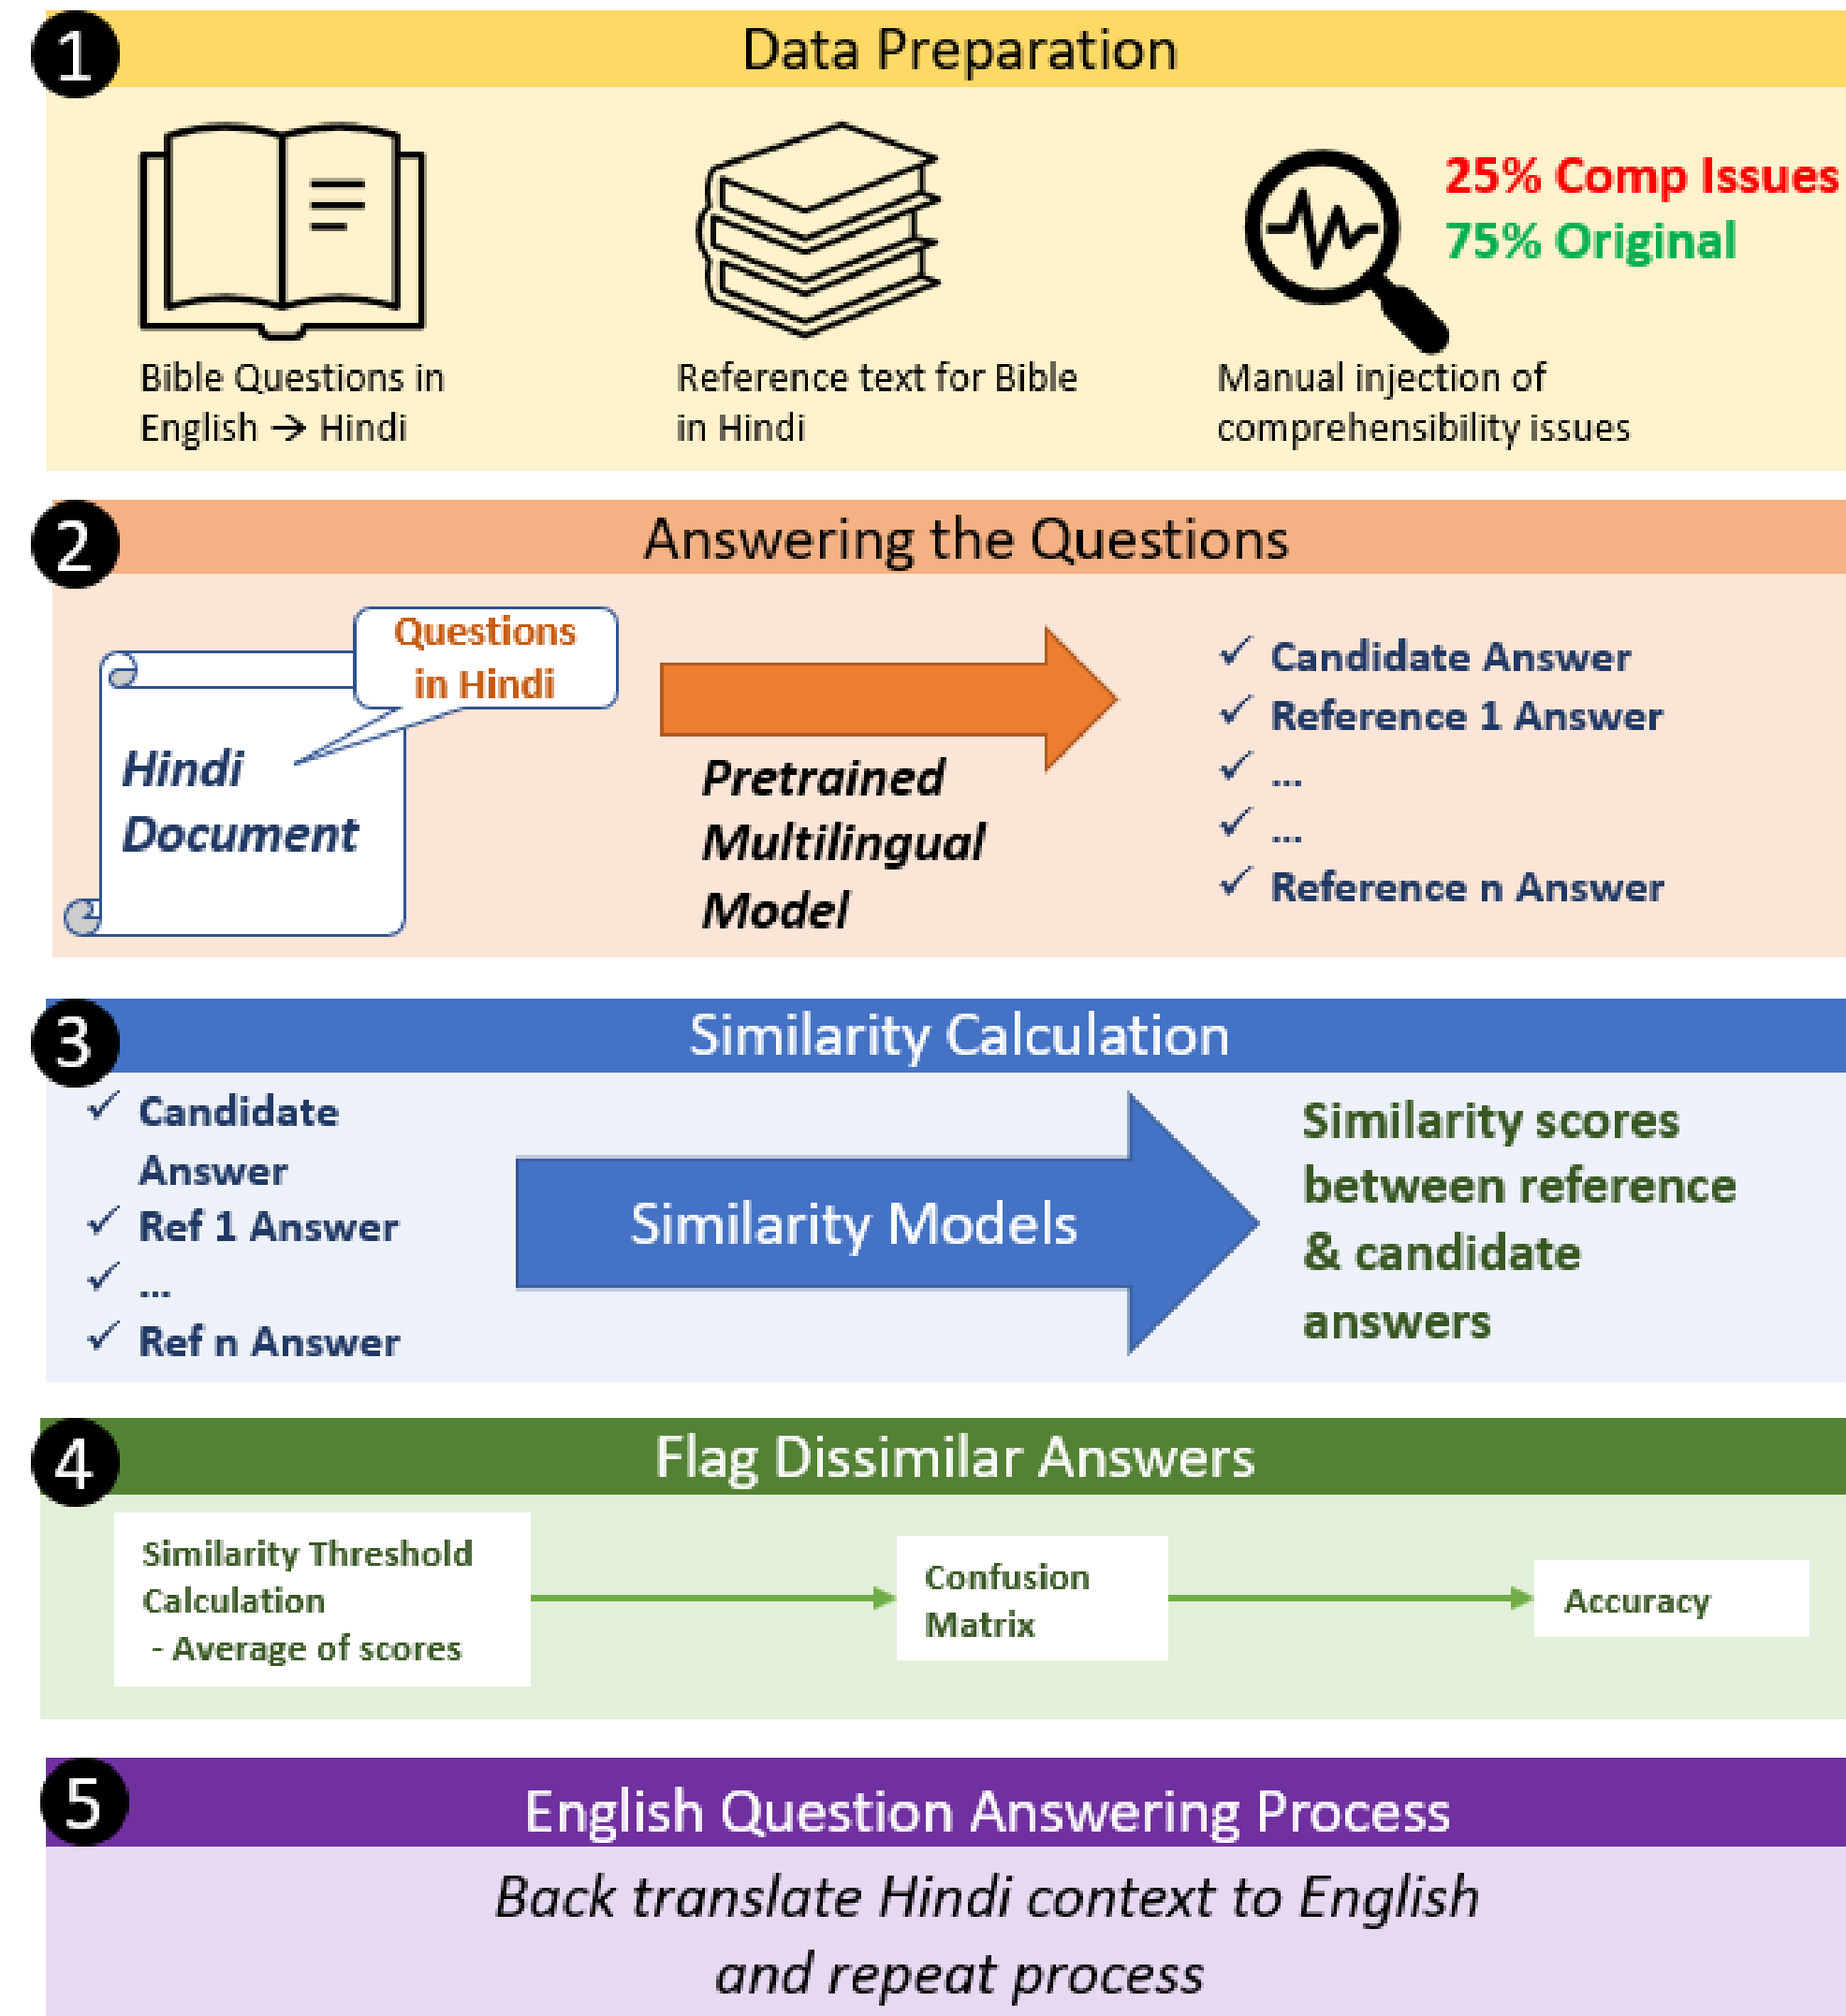 1
Data Preparation
25% Comp Issues
75% Original
Bible Questions in
English → Hindi
Reference text for Bible
in Hindi
Manual injection of
comprehensibility issues
2
Answering the Questions
Questions
in Hindi
Hindi
Document
Pretrained
Multilingual
Model
✓ Candidate Answer
✓ Reference 1 Answer
✓ ...
✓ ...
✓ Reference n Answer
3
Similarity Calculation
✓ Candidate
Answer
✓ Ref 1 Answer
✓ ...
✓ Ref n Answer
Similarity Models
Similarity scores
between reference
& candidate
answers
4
Flag Dissimilar Answers
Similarity Threshold
Calculation
- Average of scores
Confusion
Matrix
Accuracy
5
English Question Answering Process
Back translate Hindi context to English
and repeat process